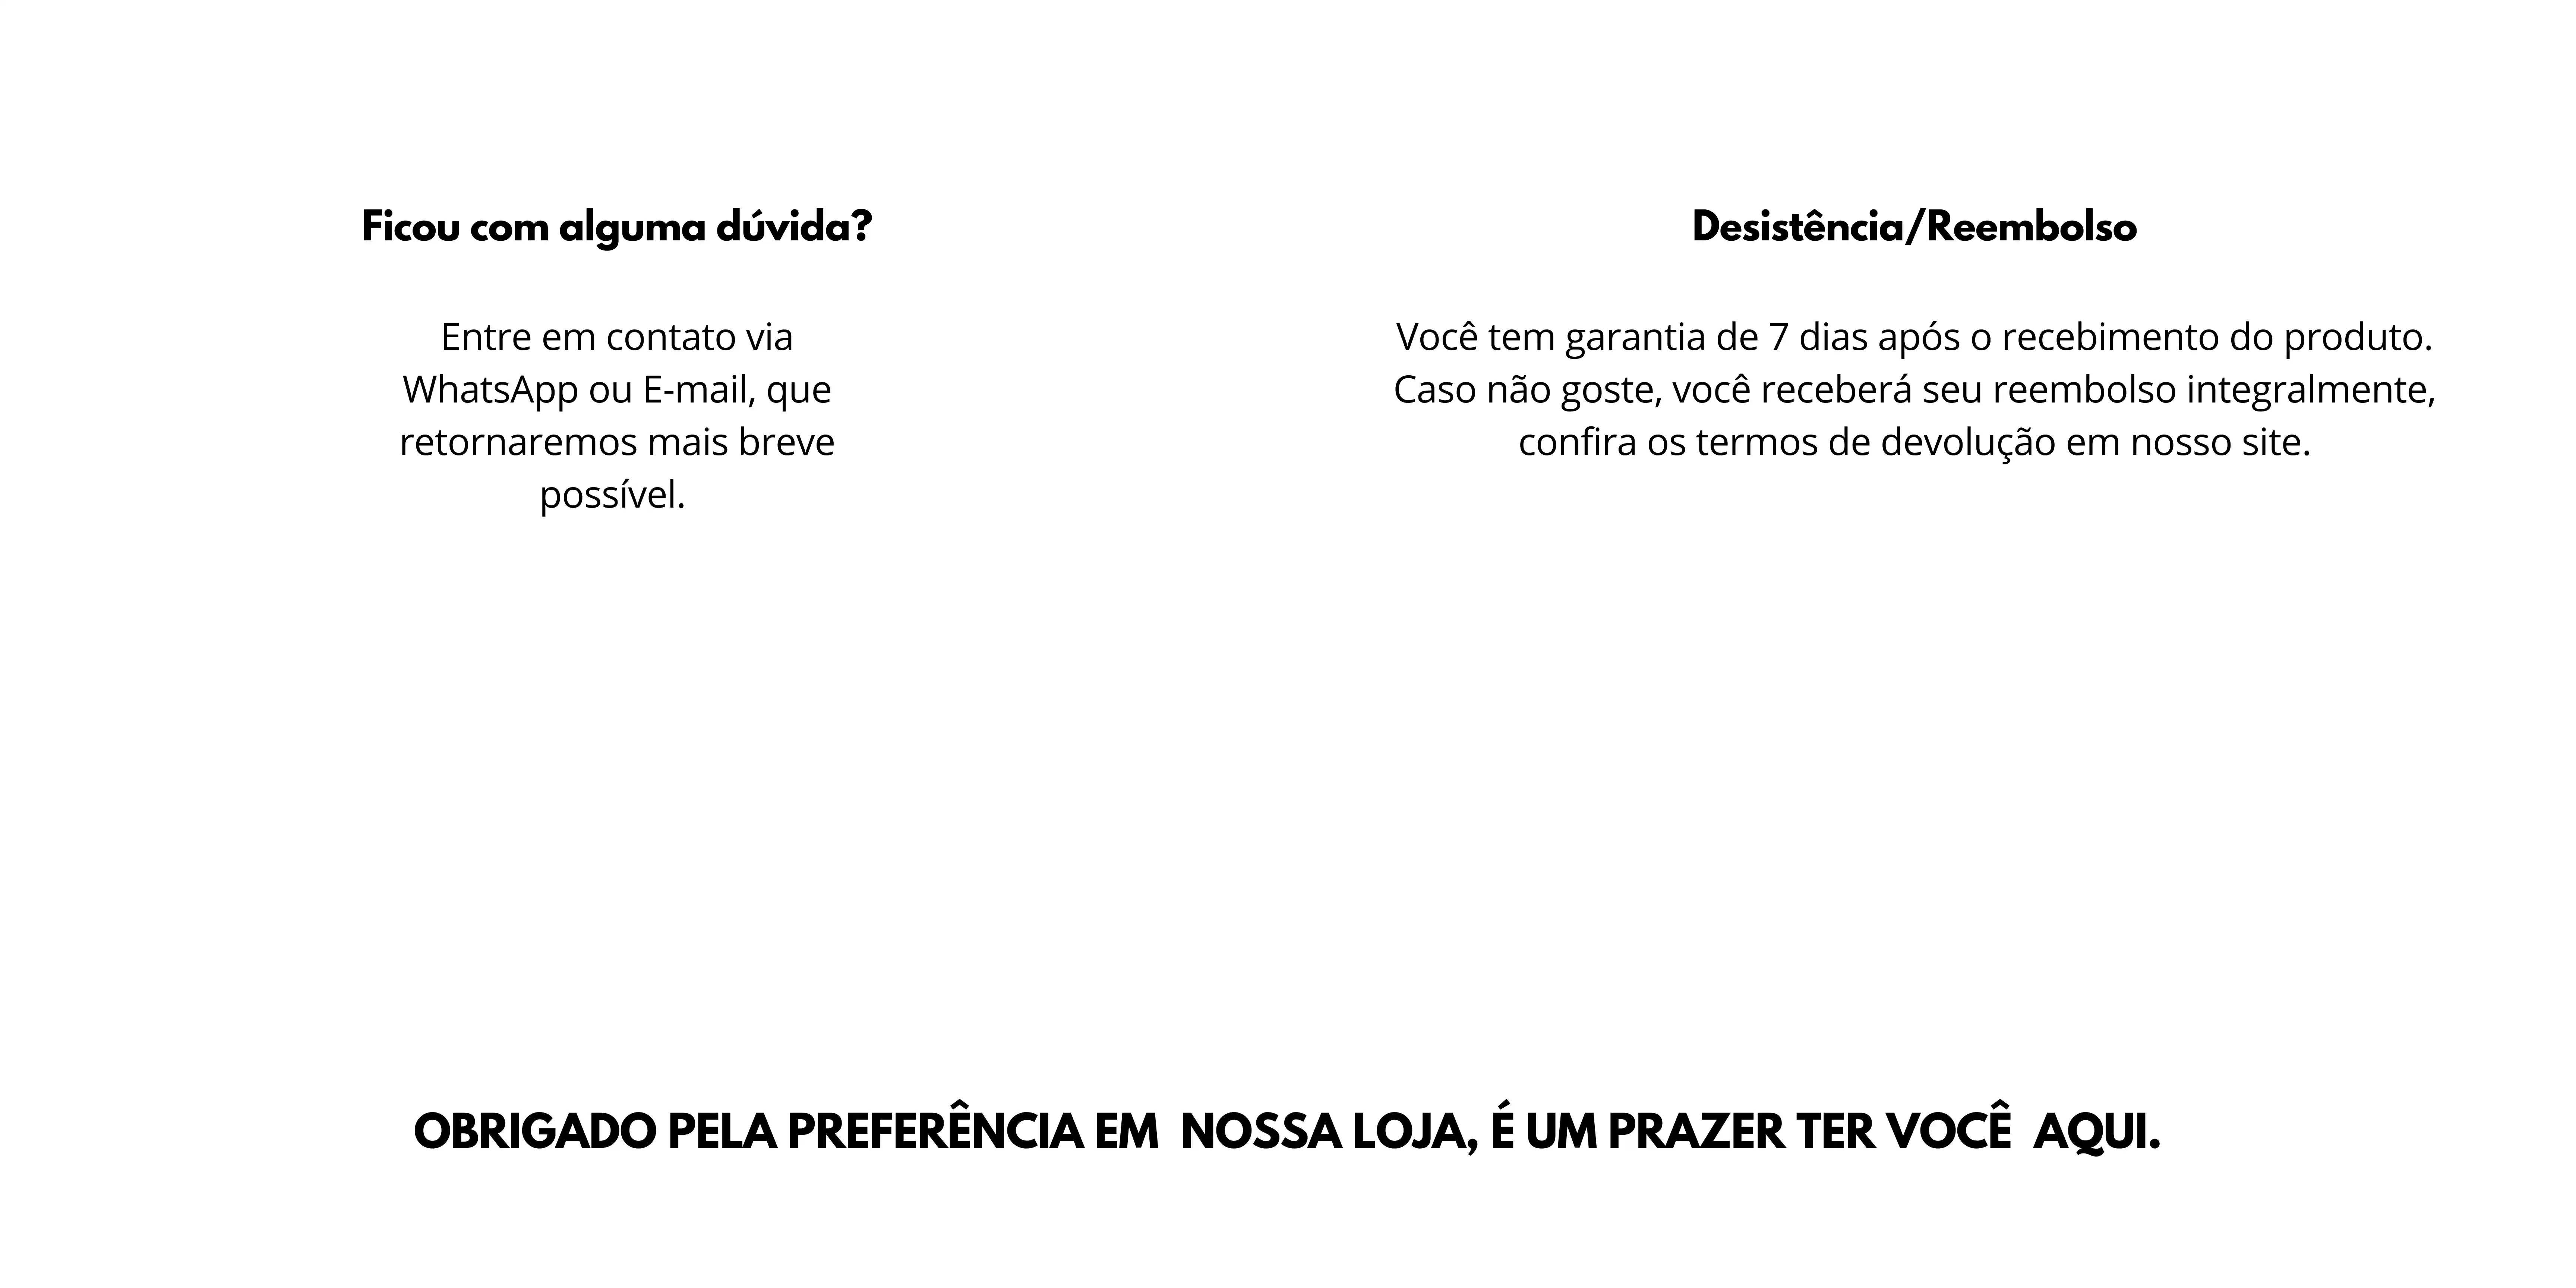 Ficou com alguma dúvida?
Entre em contato via
WhatsApp ou E-mail, que
retornaremos mais breve
possível.
Desistência/Reembolso
Você tem garantia de 7 dias após o recebimento do produto.
Caso não goste, você receberá seu reembolso integralmente,
confira os termos de devolução em nosso site.
OBRIGADO PELA PREFERÊNCIA EM  NOSSA LOJA, É UM PRAZER TER VOCÊ  AQUI.